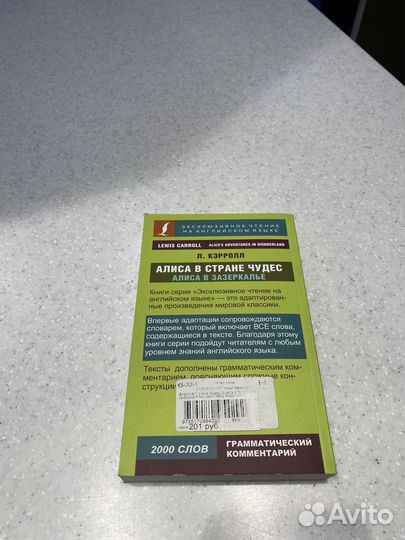 ЭКСКЛЮЗИВНОЕ ЧТЕНИЕ
НА АНГЛИЙСКОМ ЯЗЫКЕ
LEWIS CARROLL ALICE'S ADVENTURES IN WONDERLAND
Л. КЭРРОЛЛ
АЛИСА В СТРАНЕ ЧУДЕС
АЛИСА В ЗАЗЕРКАЛЬЕ
Книги серии «Эксклюзивное чтение на
английском языке» — это адаптирован-
ные произведения мировой классики.
Впервые адаптации сопровождаются
словарем, который включает ВСЕ слова,
содержащиеся в тексте. Благодаря этому
книги серии подойдут читателям с любым
уровнем знаний английского языка.
Тексты дополнены грамматическим ком-
ментарием, поясняющим сложные кон-
струкции
201 руб.
2000 СЛОВ
ГРАММАТИЧЕСКИЙ
КОММЕНТАРИЙ
Avito